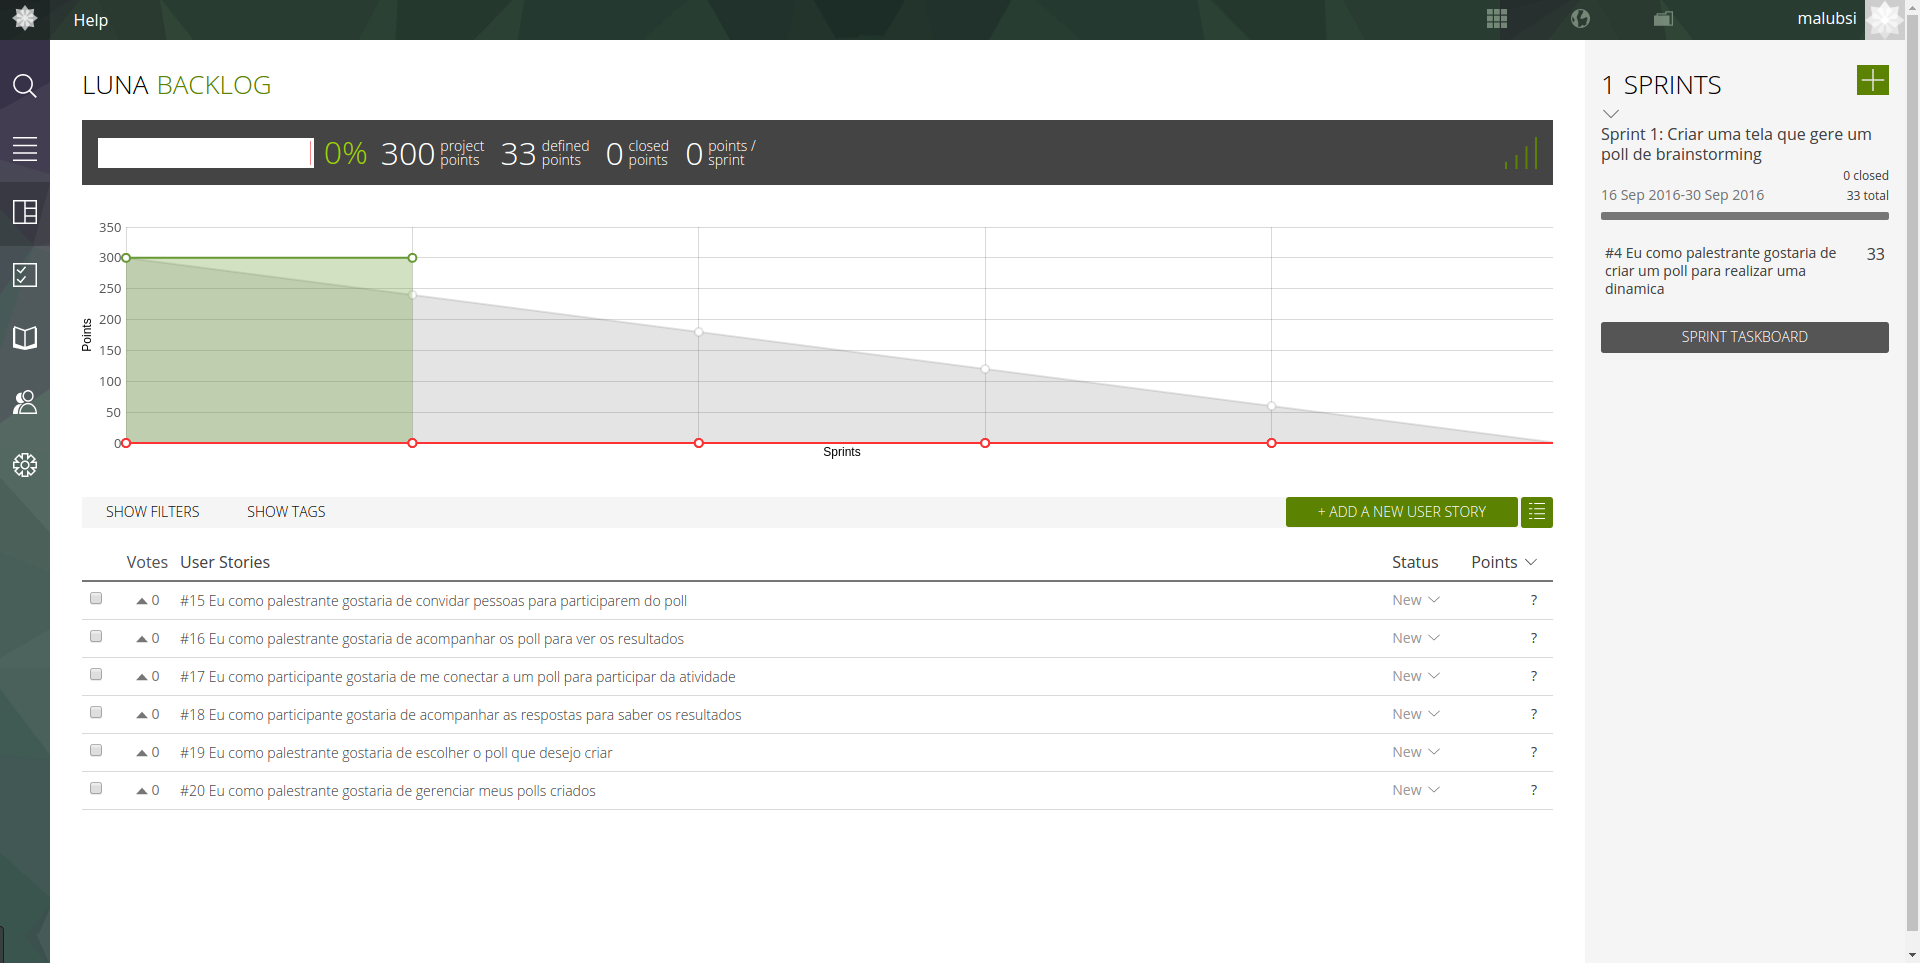 Help
malubsi
LUNA BACKLOG
0% 300 project points 33 defined points 0 closed points 0 points / sprint
350
300
250
200
150
100
50
0
Points
Sprints
SHOW FILTERS SHOW TAGS
+ ADD A NEW USER STORY
Votes User Stories Status Points
0 #15 Eu como palestrante gostaria de convidar pessoas para participarem do poll New ?
0 #16 Eu como palestrante gostaria de acompanhar os poll para ver os resultados New ?
0 #17 Eu como participante gostaria de me conectar a um poll para participar da atividade New ?
0 #18 Eu como participante gostaria de acompanhar as respostas para saber os resultados New ?
0 #19 Eu como palestrante gostaria de escolher o poll que desejo criar New ?
0 #20 Eu como palestrante gostaria de gerenciar meus polls criados New ?
1 SPRINTS
Sprint 1: Criar uma tela que gere um
poll de brainstorming
0 closed
16 Sep 2016-30 Sep 2016 33 total
#4 Eu como palestrante gostaria de 33
criar um poll para realizar uma
dinamica
SPRINT TASKBOARD